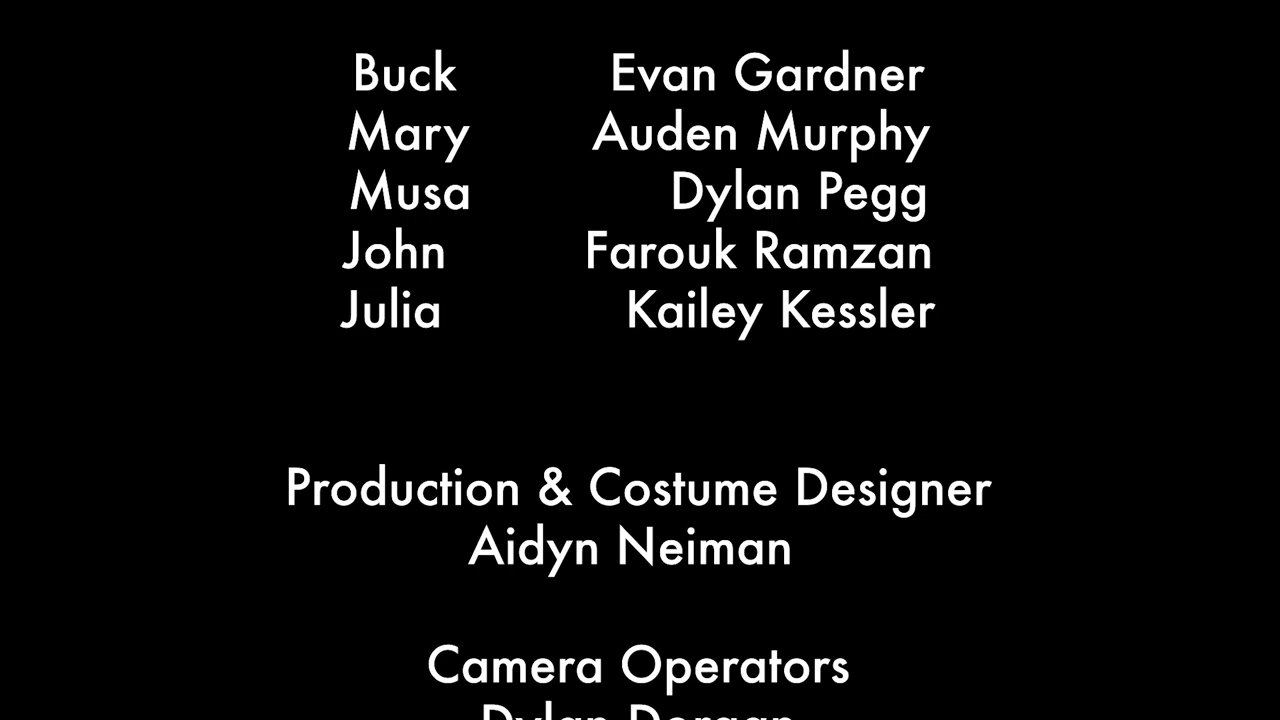 Buck Evan Gardner
Mary Auden Murphy
Musa Dylan Pegg
John Farouk Ramzan
Julia Kailey Kessler
Production & Costume Designer
Aidyn Neiman
Camera Operators
Dylan